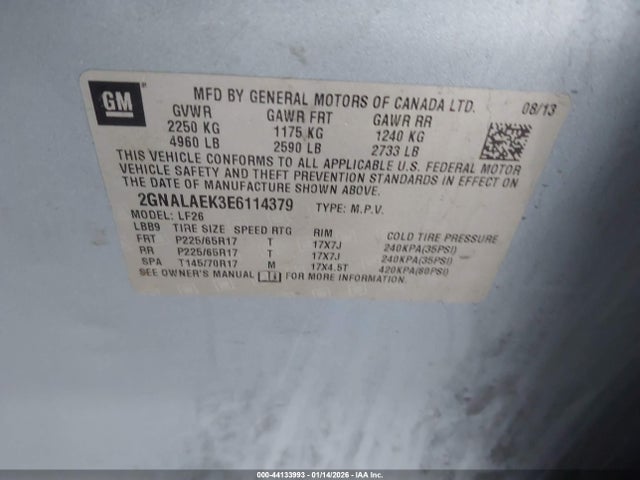 GM
MFD BY GENERAL MOTORS OF CANADA LTD. 08/13
GVWR GAWR FRT GAWR RR
2250 KG 1175 KG 1240 KG
4960 LB 2590 LB 2733 LB
THIS VEHICLE CONFORMS TO ALL APPLICABLE U.S. FEDERAL MOTOR
VEHICLE SAFETY AND THEFT PREVENTION STANDARDS IN EFFECT ON
THE DATE OF MANUFACTURE SHOWN ABOVE.
2GNALAEK3E6114379 TYPE: M.P.V.
MODEL: LF26
LBB9 TIRE SIZE SPEED RTG RIM COLD TIRE PRESSURE
FRT P225/65R17 T 17X7J 240KPA(35PSI)
RR P225/65R17 T 17X7J 240KPA(35PSI)
SPA T145/70R17 M 17X4.5T 420KPA(60PSI)
SEE OWNER'S MANUAL FOR MORE INFORMATION.
000-44133993 | 01/14/2026 | IAA Inc.